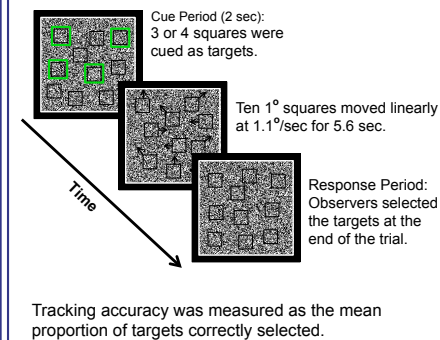 Cue Period (2 sec):
3 or 4 squares were
cued as targets.
Ten 1° squares moved linearly
at 1.1°/sec for 5.6 sec.
Response Period:
Observers selected
the targets at the
end of the trial.
Time
Tracking accuracy was measured as the mean
proportion of targets correctly selected.